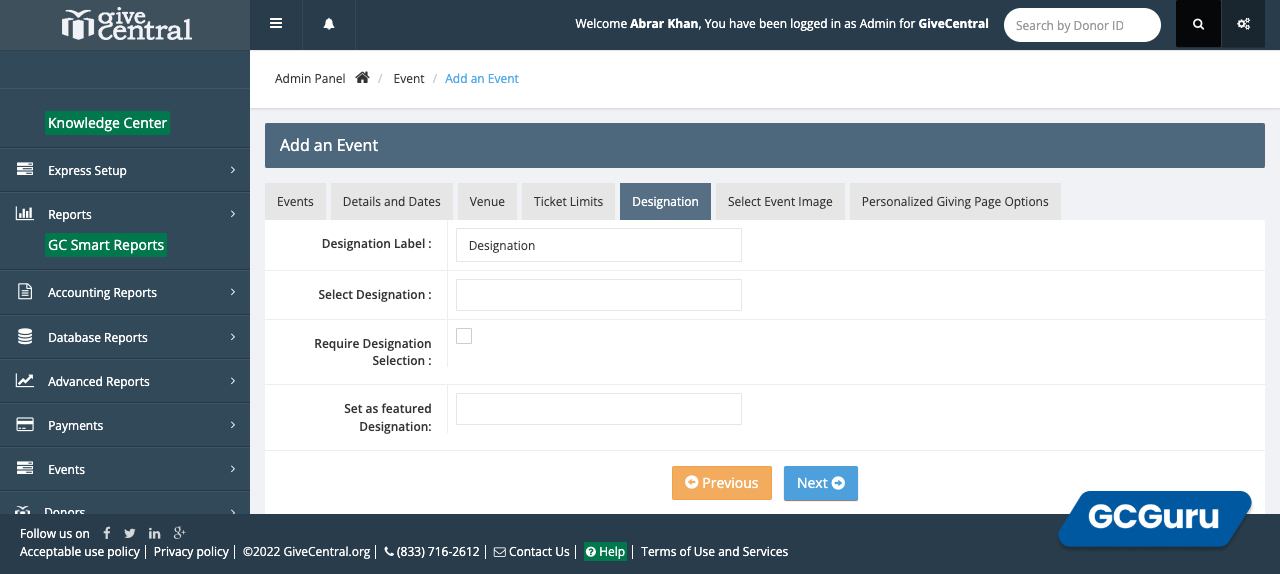 give central
Welcome Abrar Khan, You have been logged in as Admin for GiveCentral
Search by Donor ID
Admin Panel / Event / Add an Event
Knowledge Center
Express Setup
Reports
GC Smart Reports
Accounting Reports
Database Reports
Advanced Reports
Payments
Events
Donors
Add an Event
Events
Details and Dates
Venue
Ticket Limits
Designation
Select Event Image
Personalized Giving Page Options
Designation Label :
Designation
Select Designation :
Require Designation
Selection :
Set as featured
Designation:
Previous
Next
GCGuru
Follow us on
Acceptable use policy | Privacy policy | ©2022 GiveCentral.org | (833) 716-2612 | Contact Us | Help | Terms of Use and Services